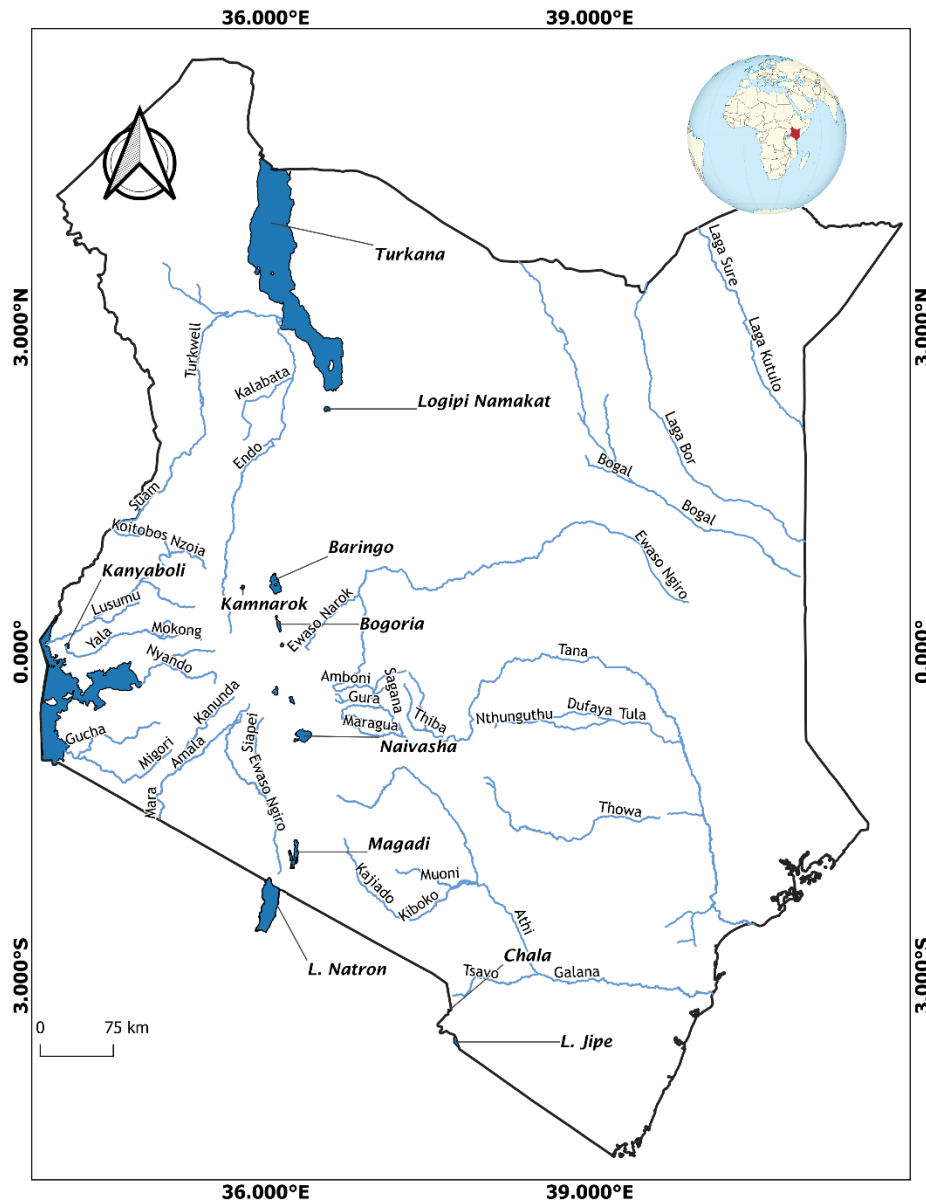 36.000°E
39.000°E
Laga Sure
Turkana
3.000°N
3.000°N
Laga Kutulo
Turkwell
Kalabata
Logipi Namakat
Laga Bor
Endo
Bogal
Suam
Bogal
Koitobos Nzoia
Ewaso Ngiro
Baringo
Kanyaboli
Kamnarok
Lusumu
Ewaso Narok
Bogoria
Yala
Mokong
0.000°
0.000°
Nyando
Tana
Amboni
Sagana
Kanunda
Gura
Thiba
Dufaya Tula
Nthunguthu
Maragua
Gucha
Siapei
Naivasha
Migori
Amala
Ewaso Ngiro
Mara
Thowa
Magadi
Kajiado
Muoni
Kiboko
Athi
Chala
3.000°S
3.000°S
L. Natron
Tsavo
Galana
0 75 km
L. Jipe
36.000°E
39.000°E